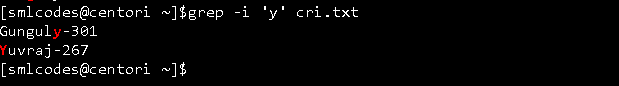 [smlcodes@centori ~]$grep -i 'y' cri.txt
Gunguly-301
Yuvraj-267
[smlcodes@centori ~]$